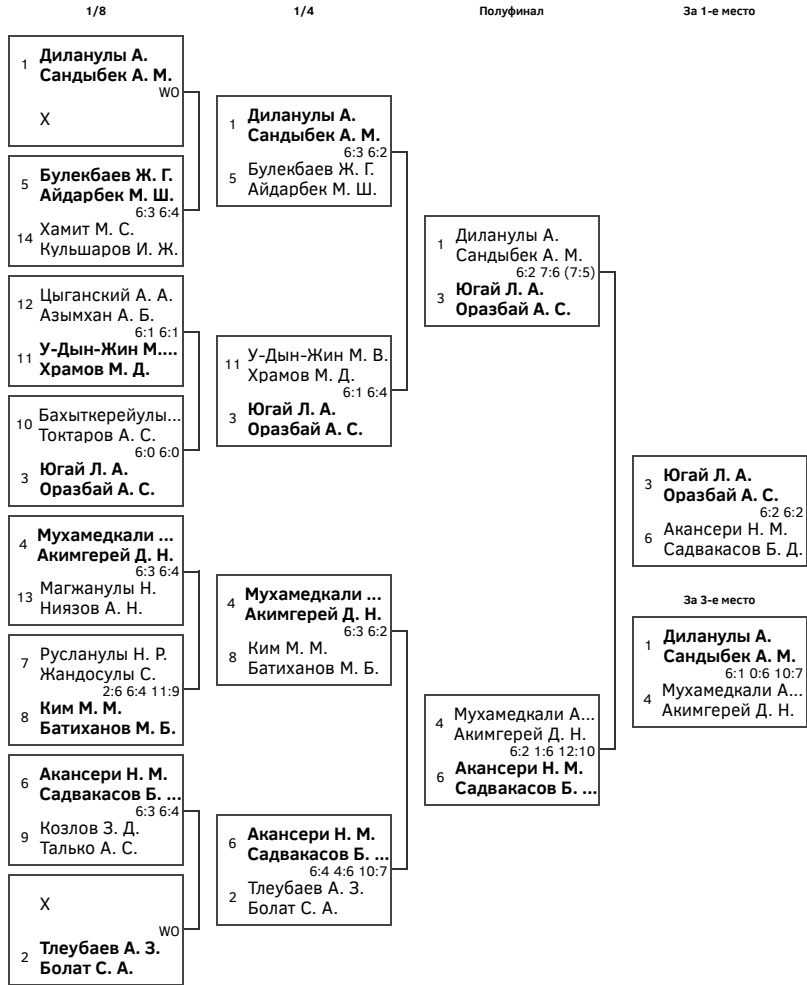 1/8
1/4
Полуфинал
За 1-е место
1 Диланулы А.
Сандыбек А. М.
WO
X
5 Булекбаев Ж. Г.
Айдарбек М. Ш.
6:3 6:4
14 Хамит М. С.
Кульшаров И. Ж.
12 Цыганский А. А.
Азымхан А. Б.
6:1 6:1
11 У-Дын-Жин М....
Храмов М. Д.
10 Бахыткерейулы...
Токтаров А. С.
6:0 6:0
3 Югай Л. А.
Оразбай А. С.
4 Мухамедкали ...
Акимгерей Д. Н.
6:3 6:4
13 Магжанулы Н.
Ниязов А. Н.
7 Русланулы Н. Р.
Жандосулы С.
2:6 6:4 11:9
8 Ким М. М.
Батиханов М. Б.
6 Акансери Н. М.
Садвакасов Б. ...
6:3 6:4
9 Козлов З. Д.
Талько А. С.
X
WO
2 Тлеубаев А. З.
Болат С. А.
1 Диланулы А.
Сандыбек А. М.
6:3 6:2
5 Булекбаев Ж. Г.
Айдарбек М. Ш.
11 У-Дын-Жин М. В.
Храмов М. Д.
6:1 6:4
3 Югай Л. А.
Оразбай А. С.
4 Мухамедкали ...
Акимгерей Д. Н.
6:3 6:2
8 Ким М. М.
Батиханов М. Б.
6 Акансери Н. М.
Садвакасов Б. ...
6:4 4:6 10:7
2 Тлеубаев А. З.
Болат С. А.
1 Диланулы А.
Сандыбек А. М.
6:2 7:6 (7:5)
3 Югай Л. А.
Оразбай А. С.
4 Мухамедкали А...
Акимгерей Д. Н.
6:2 1:6 12:10
6 Акансери Н. М.
Садвакасов Б. ...
3 Югай Л. А.
Оразбай А. С.
6:2 6:2
6 Акансери Н. М.
Садвакасов Б. Д.
За 3-е место
1 Диланулы А.
Сандыбек А. М.
6:1 0:6 10:7
4 Мухамедкали А...
Акимгерей Д. Н.